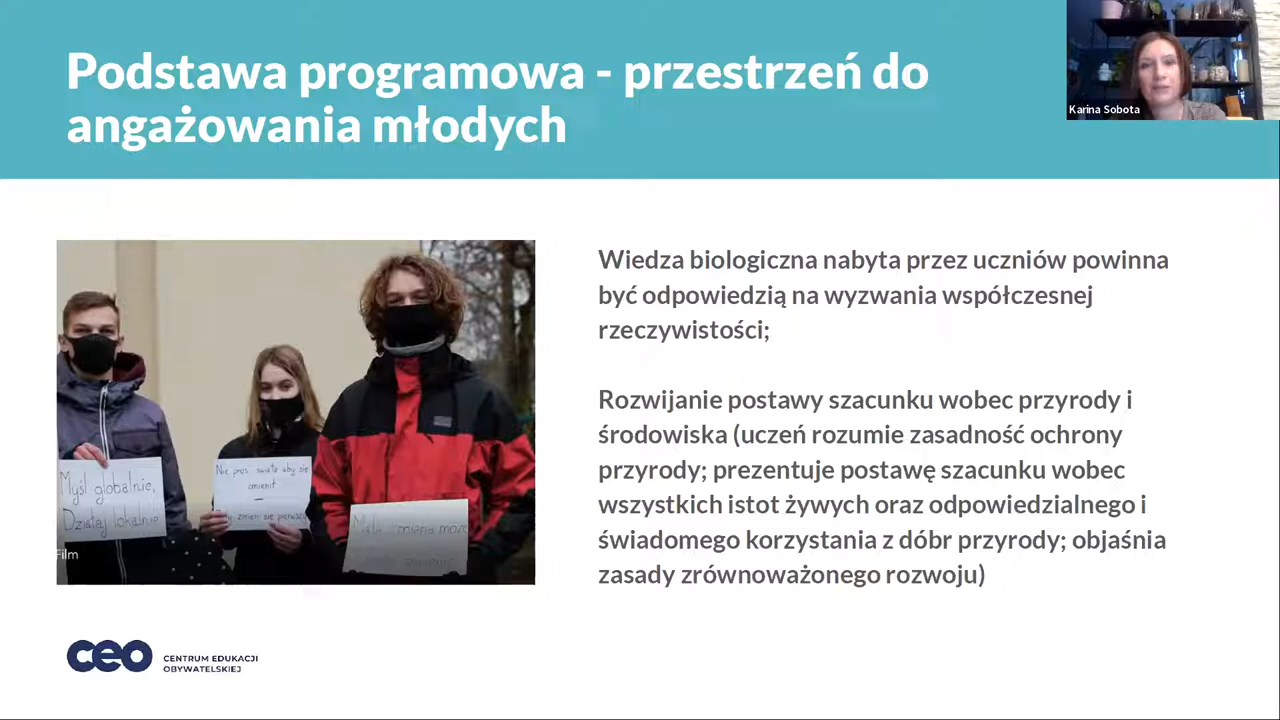 Podstawa programowa - przestrzeń do
angażowania młodych
Karina Sobota
Wiedza biologiczna nabyta przez uczniów powinna
być odpowiedzią na wyzwania współczesnej
rzeczywistości;
Rozwijanie postawy szacunku wobec przyrody i
środowiska (uczeń rozumie zasadność ochrony
przyrody; prezentuje postawę szacunku wobec
wszystkich istot żywych oraz odpowiedzialnego i
świadomego korzystania z dóbr przyrody; objaśnia
zasady zrównoważonego rozwoju)
Myśl globalnie,
Działaj lokalnie
Nie proś świata aby się
zmienił
zmień się pierwszy
Mała zmiana może
Film
ceo CENTRUM EDUKACJI
OBYWATELSKIEJ